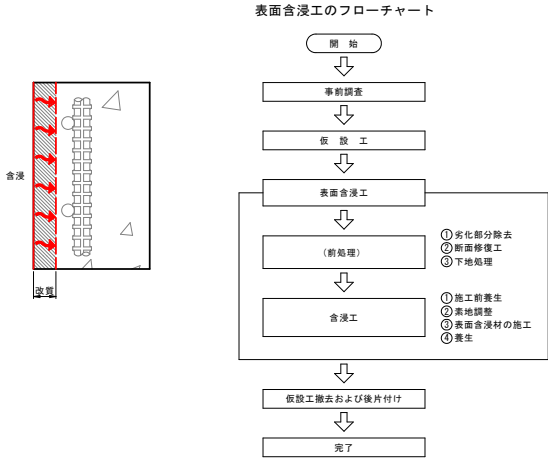 表面含浸工のフローチャート
開 始
事前調査
仮 設 工
表面含浸工
(前処理)
①劣化部分除去
②断面修復工
③下地処理
含浸工
①施工前養生
②素地調整
③表面含浸材の施工
④養生
仮設工撤去および後片付け
完了
含浸
改質